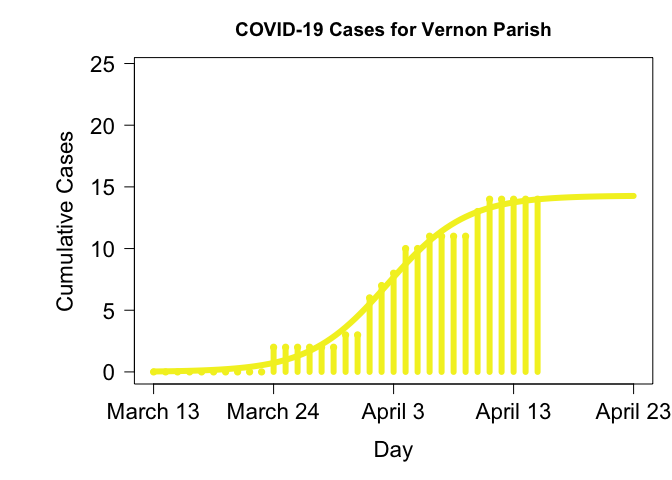 COVID-19 Cases for Vernon Parish
Cumulative Cases
25
20
15
10
5
0
March 13 March 24 April 3 April 13 April 23
Day